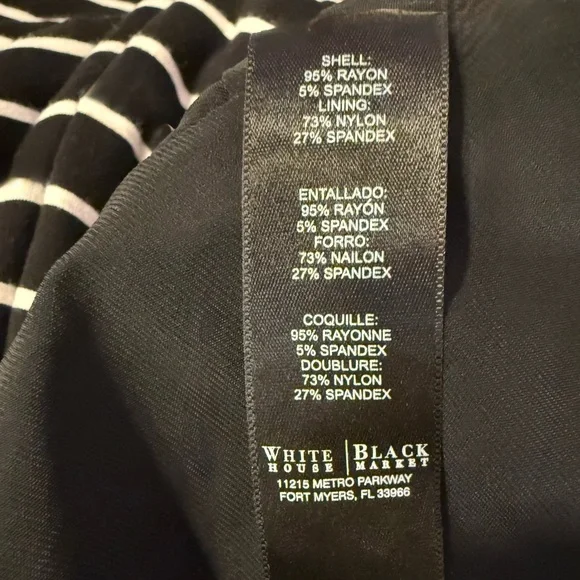 SHELL:
95% RAYON
5% SPANDEX
LINING:
73% NYLON
27% SPANDEX
ENTALLADO:
95% RAYÓN
5% SPANDEX
FORRO:
73% NAILON
27% SPANDEX
COQUILLE:
95% RAYONNE
5% SPANDEX
DOUBLURE:
73% NYLON
27% SPANDEX
WHITE HOUSE | BLACK MARKET
11215 METRO PARKWAY
FORT MYERS, FL 33966